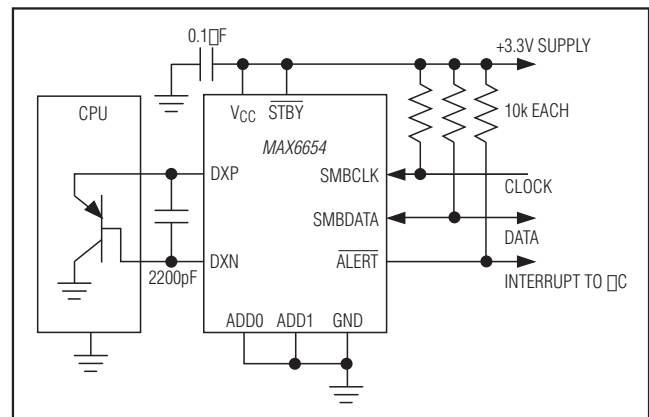 0.1▯F
+3.3V SUPPLY
CPU
VCC
STBY
10k EACH
MAX6654
DXP
SMBCLK
CLOCK
SMBDATA
DATA
2200pF
DXN
ALERT
INTERRUPT TO ▯C
ADD0 ADD1 GND